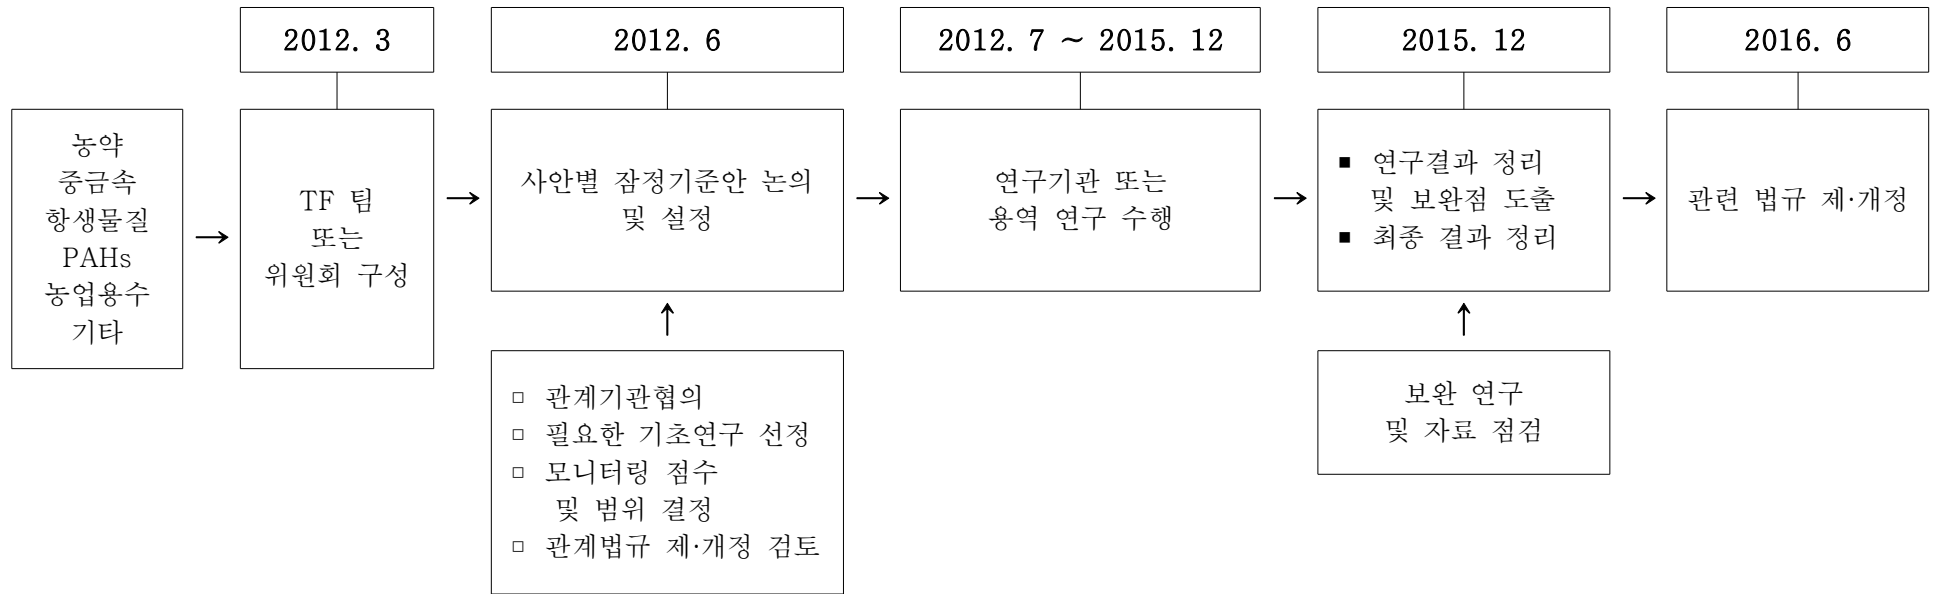 2012. 3
2012. 6
2012. 7 ~ 2015. 12
2015. 12
2016. 6
농약
중금속
항생물질
PAHs
농업용수
기타
→
TF 팀
또는
위원회 구성
→
사안별 잠정기준안 논의
및 설정
→
연구기관 또는
용역 연구 수행
→
■ 연구결과 정리
및 보완점 도출
■ 최종 결과 정리
→
관련 법규 제·개정
↑
□ 관계기관협의
□ 필요한 기초연구 선정
□ 모니터링 점수
및 범위 결정
□ 관계법규 제·개정 검토
↑
보완 연구
및 자료 점검